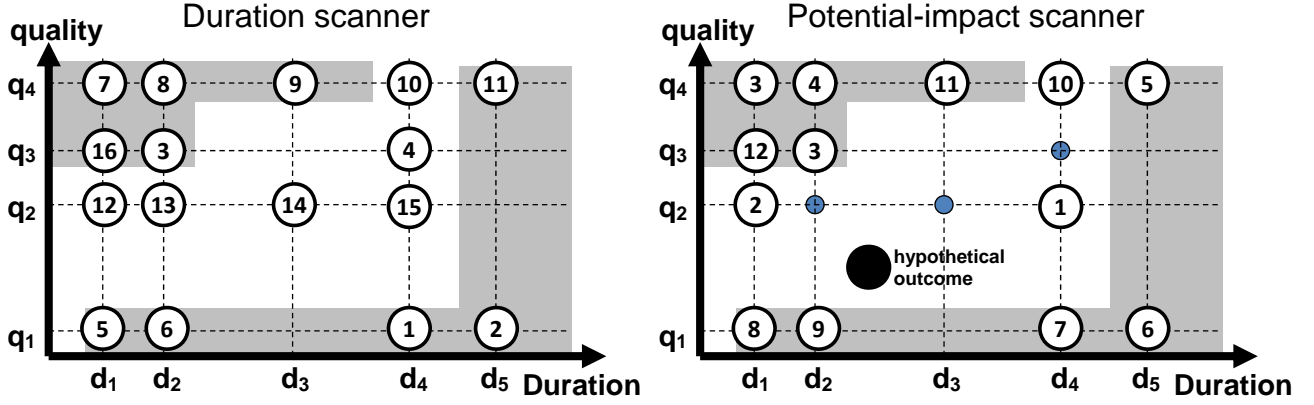 Duration scanner
quality
q4 7 8 9 10 11
q3 16 3 4
q2 12 13 14 15
q1 5 6 1 2
d1 d2 d3 d4 d5 Duration
Potential-impact scanner
quality
q4 3 4 11 10 5
q3 12 3
q2 2 1
hypothetical
outcome
q1 8 9 7 6
d1 d2 d3 d4 d5 Duration